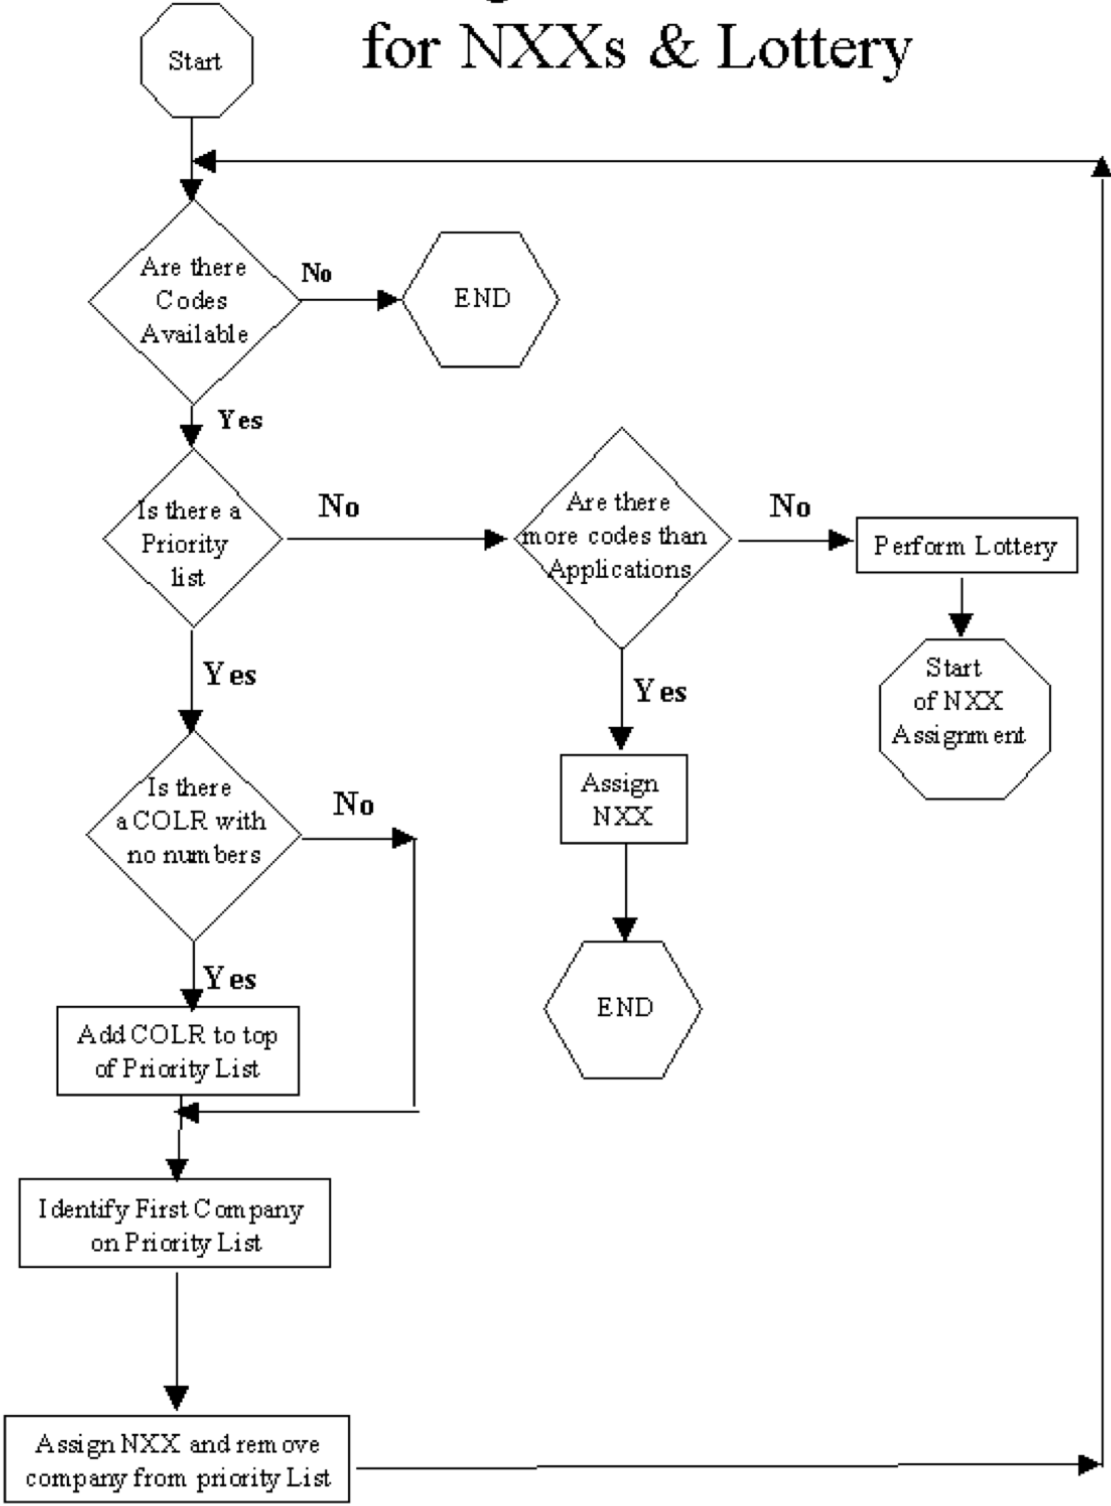 for NXXs & Lottery
Start
Are there
Codes
Available
No
END
Yes
Is there a
Priority
list
No
Are there
more codes than
Applications
No
Perform Lottery
Yes
Yes
Start
of NXX
Assignment
Is there
a COLR with
no numbers
No
Assign
NXX
Yes
END
Add COLR to top
of Priority List
Identify First Company
on Priority List
Assign NXX and remove
company from priority List